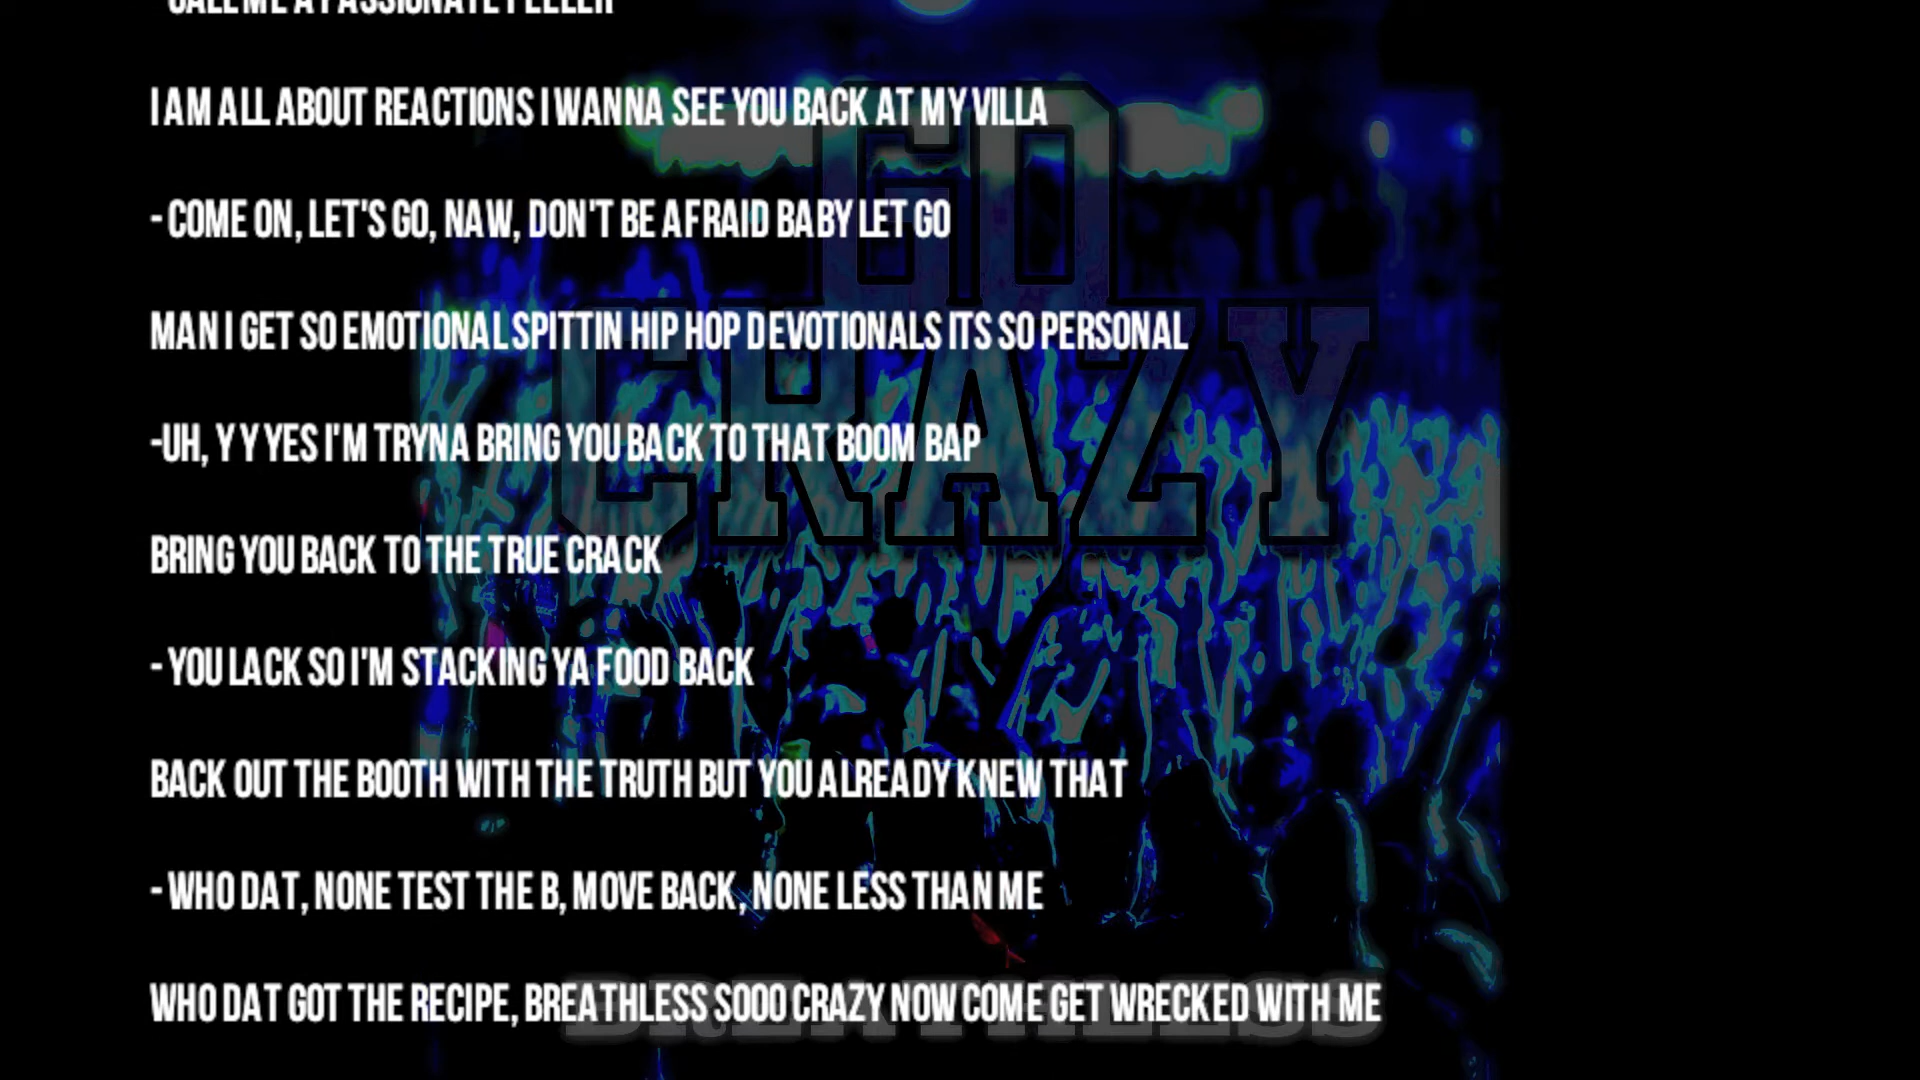 CALL ME A PASSIONATE FEELER
I AM ALL ABOUT REACTIONS I WANNA SEE YOU BACK AT MY VILLA
- COME ON, LET'S GO, NAW, DON'T BE AFRAID BABY LET GO
MAN I GET SO EMOTIONAL SPITTIN HIP HOP DEVOTIONALS ITS SO PERSONAL
-UH, Y Y YES I'M TRYNA BRING YOU BACK TO THAT BOOM BAP
BRING YOU BACK TO THE TRUE CRACK
- YOU LACK SO I'M STACKING YA FOOD BACK
BACK OUT THE BOOTH WITH THE TRUTH BUT YOU ALREADY KNEW THAT
- WHO DAT, NONE TEST THE B, MOVE BACK, NONE LESS THAN ME
WHO DAT GOT THE RECIPE, BREATHLESS SOOO CRAZY NOW COME GET WRECKED WITH ME
GO
CRAZY
BREATHLESS